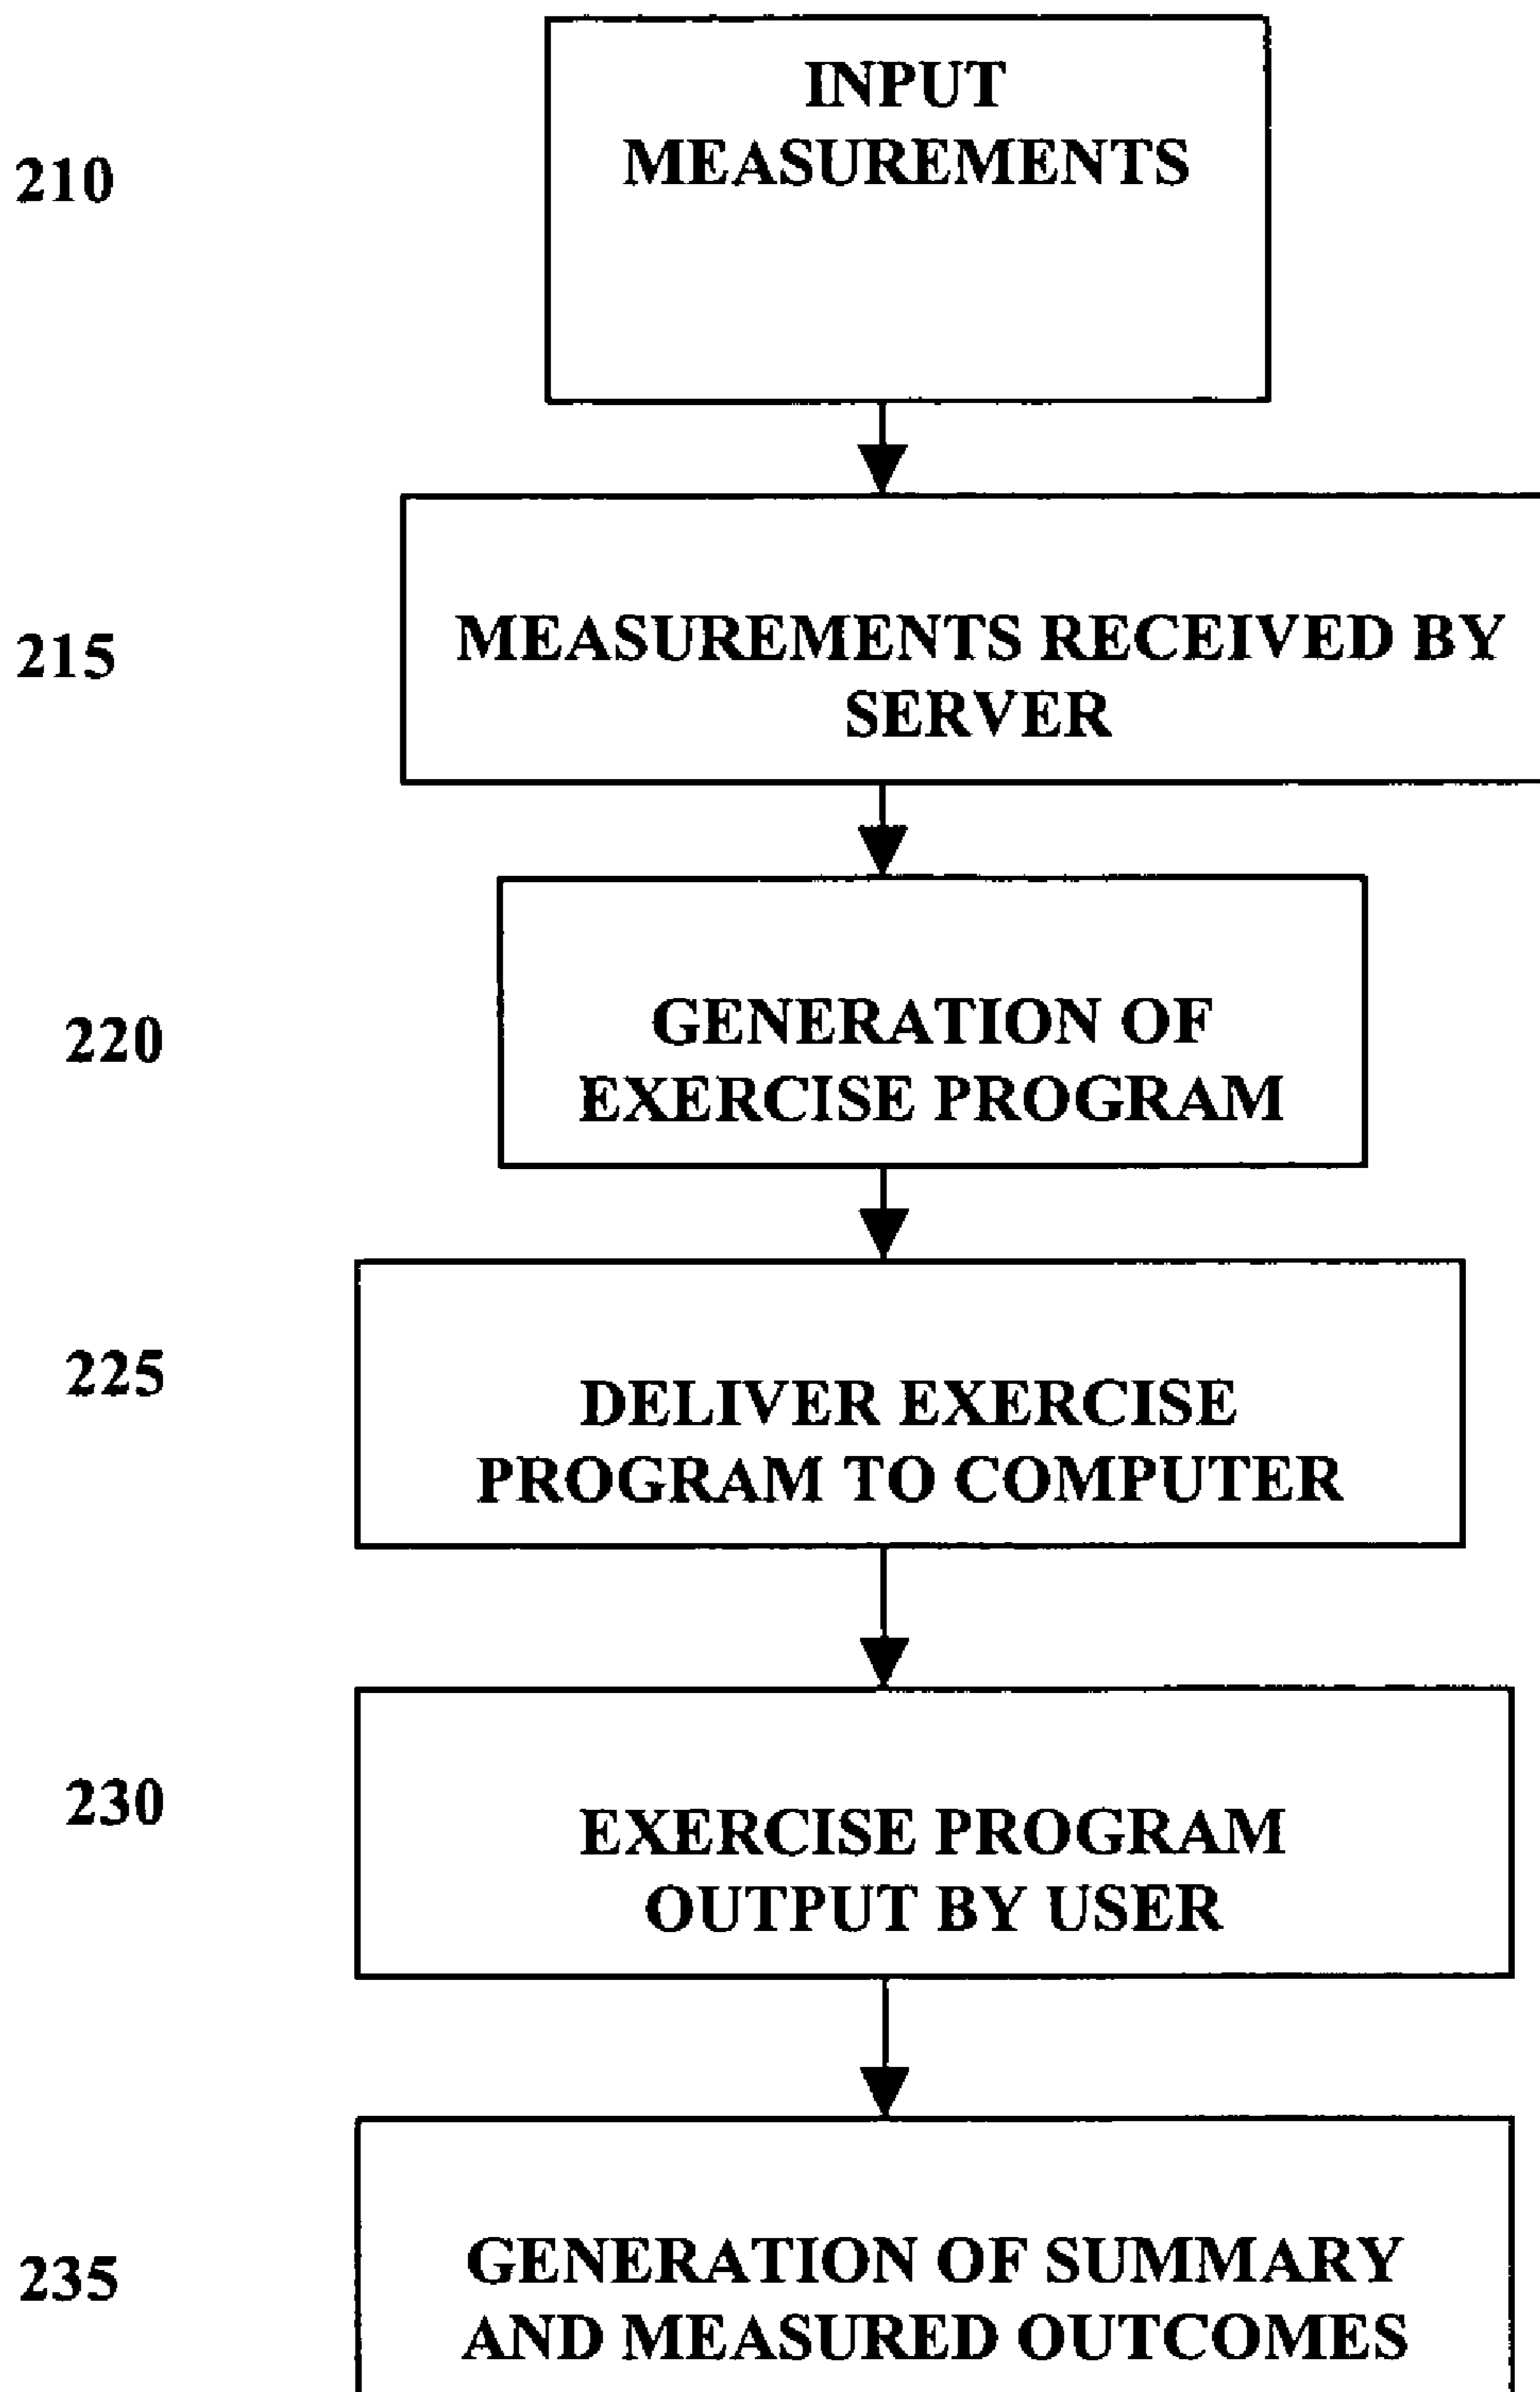 INPUT
MEASUREMENTS
210
MEASUREMENTS RECEIVED BY
SERVER
215
GENERATION OF
EXERCISE PROGRAM
220
DELIVER EXERCISE
PROGRAM TO COMPUTER
225
EXERCISE PROGRAM
OUTPUT BY USER
230
GENERATION OF SUMMARY
AND MEASURED OUTCOMES
235